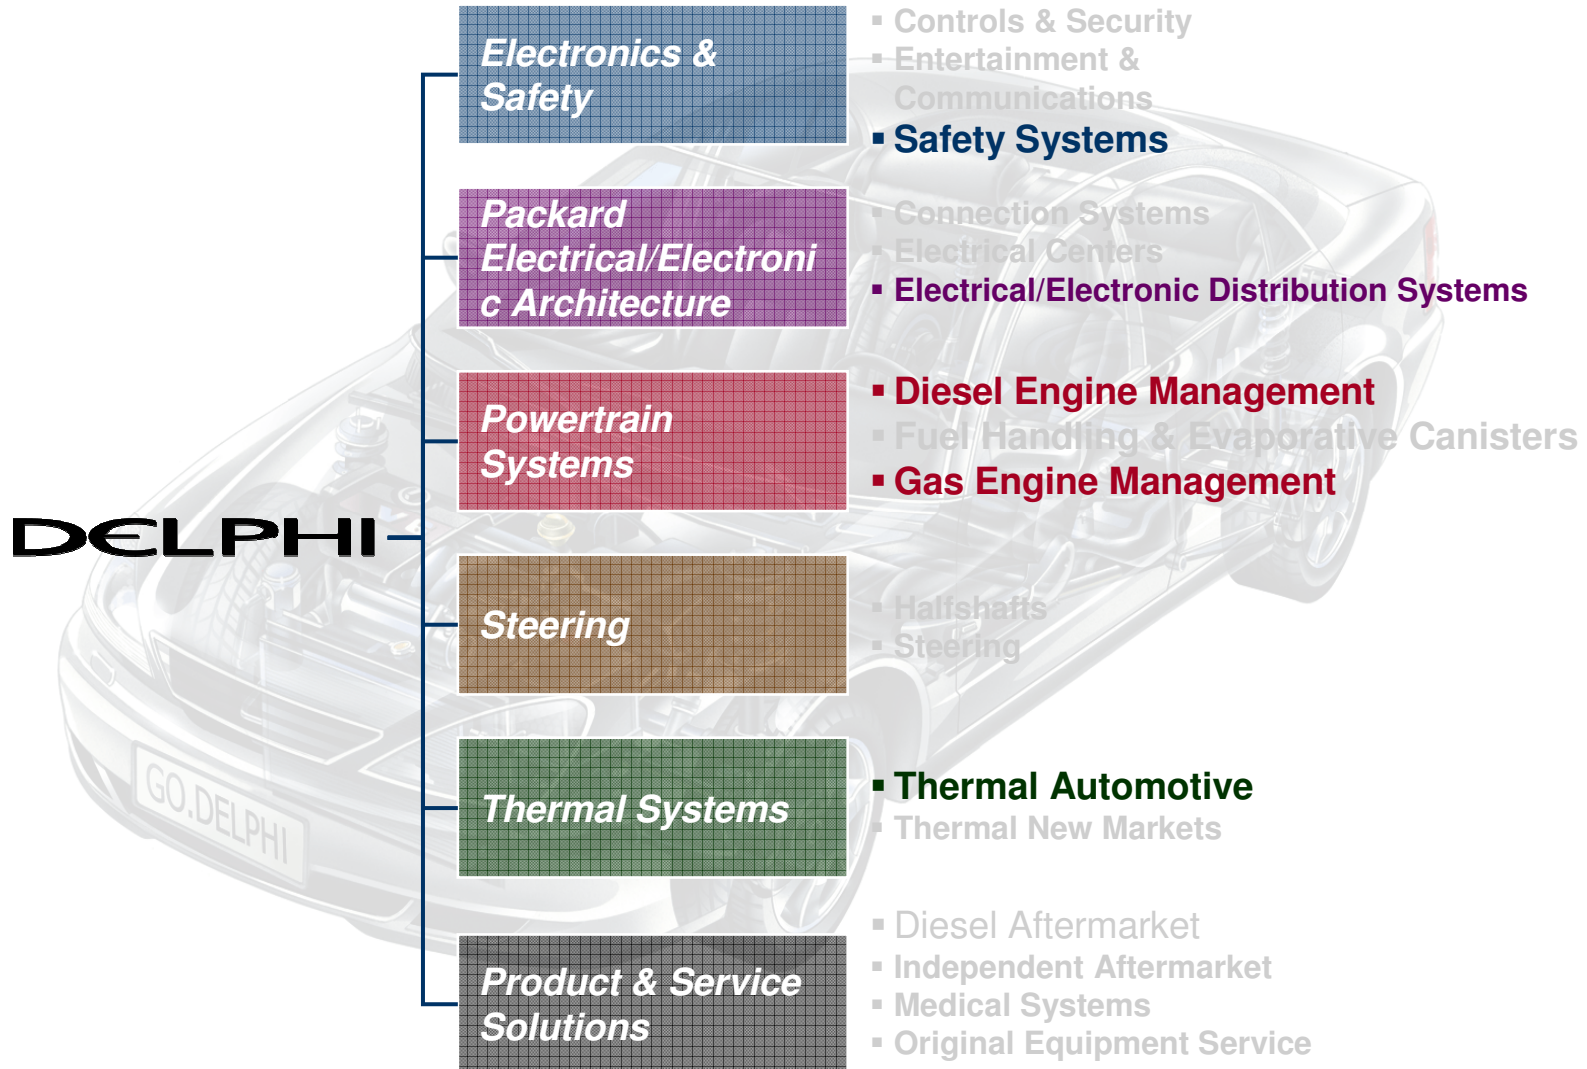 DELPHI
Electronics &
Safety
▪ Controls & Security
▪ Entertainment &
Communications
▪ Safety Systems
Packard
Electrical/Electroni
c Architecture
▪ Connection Systems
▪ Electrical Centers
▪ Electrical/Electronic Distribution Systems
Powertrain
Systems
▪ Diesel Engine Management
▪ Fuel Handling & Evaporative Canisters
▪ Gas Engine Management
Steering
▪ Halfshafts
▪ Steering
Thermal Systems
▪ Thermal Automotive
▪ Thermal New Markets
Product & Service
Solutions
▪ Diesel Aftermarket
▪ Independent Aftermarket
▪ Medical Systems
▪ Original Equipment Service
GO.DELPHI